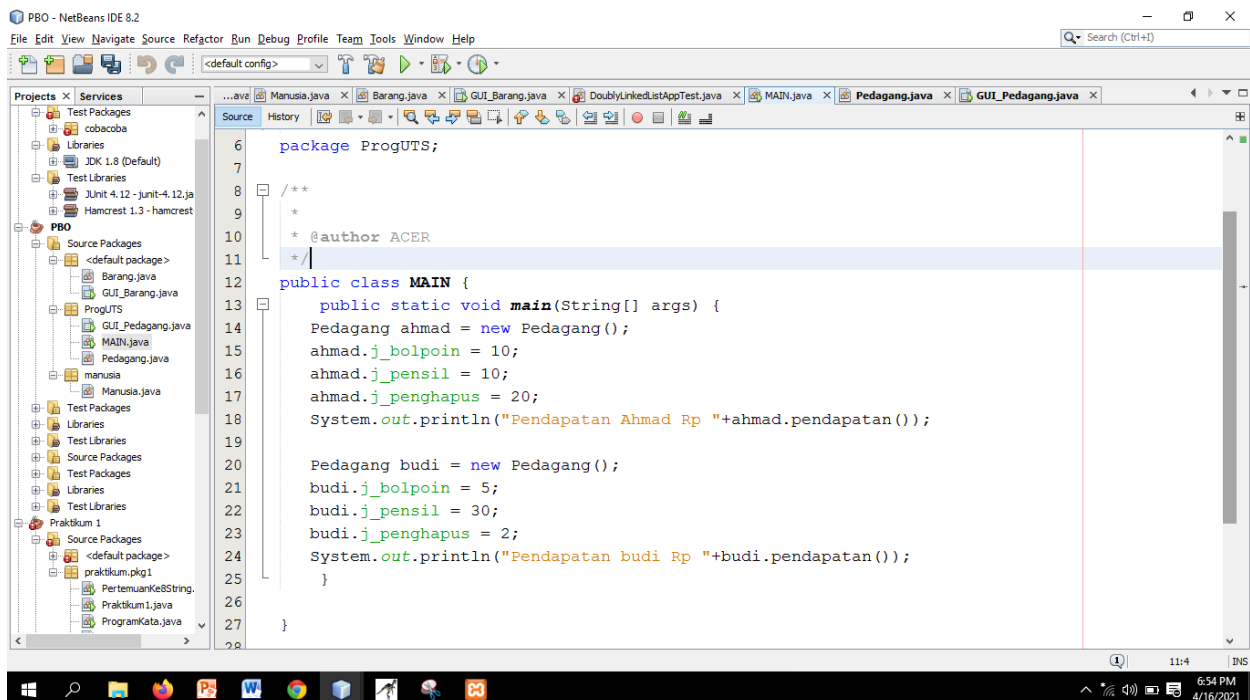 PBO - NetBeans IDE 8.2
File Edit View Navigate Source Refactor Run Debug Profile Team Tools Window Help
Search (Ctrl+I)
<default config>
Projects Services
...ava Manusia.java Barang.java GUI_Barang.java DoublyLinkedListAppTest.java MAIN.java Pedagang.java GUI_Pedagang.java
Source History
Test Packages
cobacoba
Libraries
JDK 1.8 (Default)
Test Libraries
JUnit 4.12 - junit-4.12.ja
Hamcrest 1.3 - hamcrest
PBO
Source Packages
<default package>
Barang.java
GUI_Barang.java
ProgUTS
GUI_Pedagang.java
MAIN.java
Pedagang.java
manusia
Manusia.java
Test Packages
Libraries
Test Libraries
Source Packages
Test Packages
Libraries
Test Libraries
Praktikum 1
Source Packages
<default package>
praktikum.pkg1
PertemuanKe8String.
Praktikum1.java
ProgramKata.java
6 package ProgUTS;
7
8 /**
9 *
10 * @author ACER
11 */
12 public class MAIN {
13 public static void main(String[] args) {
14 Pedagang ahmad = new Pedagang();
15 ahmad.j_bolpoin = 10;
16 ahmad.j_pensil = 10;
17 ahmad.j_penghapus = 20;
18 System.out.println("Pendapatan Ahmad Rp "+ahmad.pendapatan());
19
20 Pedagang budi = new Pedagang();
21 budi.j_bolpoin = 5;
22 budi.j_pensil = 30;
23 budi.j_penghapus = 2;
24 System.out.println("Pendapatan budi Rp "+budi.pendapatan());
25 }
26
27 }
28
1 11:4 INS
6:54 PM
4/16/2021